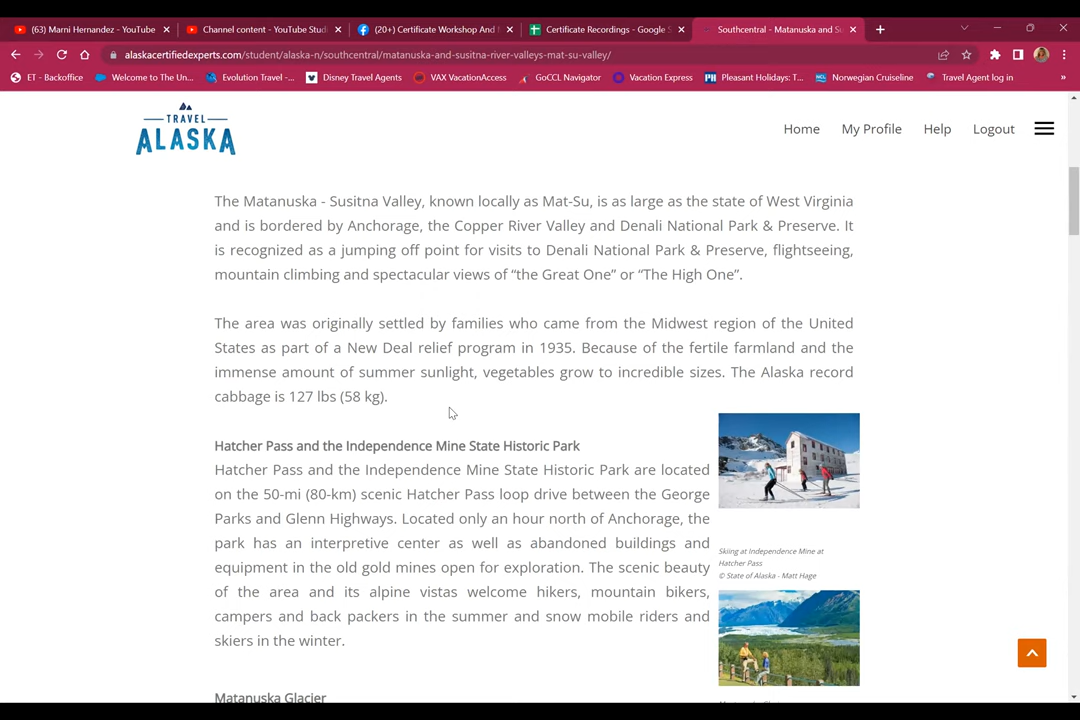 (63) Marni Hernandez - YouTube
Channel content - YouTube Studi
(20+) Certificate Workshop And I
Certificate Recordings - Google S
Southcentral - Matanuska and Su
alaskacertifiedexperts.com/student/alaska-n/southcentral/matanuska-and-susitna-river-valleys-mat-su-valley/
ET - Backoffice
Welcome to The Un...
Evolution Travel -...
Disney Travel Agents
VAX VacationAccess
GoCCL Navigator
Vacation Express
Pleasant Holidays: T...
Norwegian Cruiseline
Travel Agent log in
TRAVEL
ALASKA
Home
My Profile
Help
Logout
The Matanuska - Susitna Valley, known locally as Mat-Su, is as large as the state of West Virginia
and is bordered by Anchorage, the Copper River Valley and Denali National Park & Preserve. It
is recognized as a jumping off point for visits to Denali National Park & Preserve, flightseeing,
mountain climbing and spectacular views of “the Great One” or “The High One”.
The area was originally settled by families who came from the Midwest region of the United
States as part of a New Deal relief program in 1935. Because of the fertile farmland and the
immense amount of summer sunlight, vegetables grow to incredible sizes. The Alaska record
cabbage is 127 lbs (58 kg).
Hatcher Pass and the Independence Mine State Historic Park
Hatcher Pass and the Independence Mine State Historic Park are located
on the 50-mi (80-km) scenic Hatcher Pass loop drive between the George
Parks and Glenn Highways. Located only an hour north of Anchorage, the
park has an interpretive center as well as abandoned buildings and
equipment in the old gold mines open for exploration. The scenic beauty
of the area and its alpine vistas welcome hikers, mountain bikers,
campers and back packers in the summer and snow mobile riders and
skiers in the winter.
Skiing at Independence Mine at
Hatcher Pass
© State of Alaska - Matt Hage
Matanuska Glacier